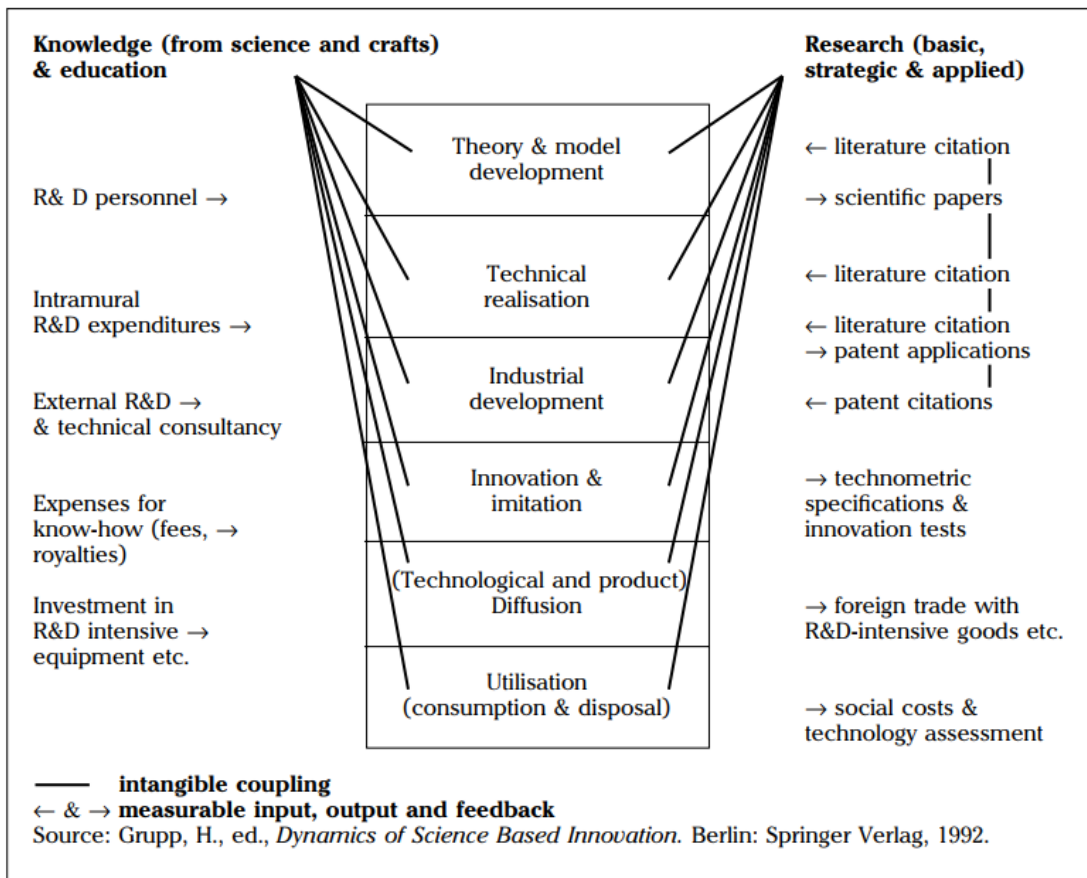 Knowledge (from science and crafts)
& education
Research (basic,
strategic & applied)
Theory & model
development
← literature citation
R& D personnel →
→ scientific papers
Technical
realisation
← literature citation
Intramural
R&D expenditures →
← literature citation
→ patent applications
Industrial
development
External R&D →
& technical consultancy
← patent citations
Innovation &
imitation
→ technometric
specifications &
innovation tests
Expenses for
know-how (fees, →
royalties)
(Technological and product)
Diffusion
Investment in
R&D intensive →
equipment etc.
→ foreign trade with
R&D-intensive goods etc.
Utilisation
(consumption & disposal)
→ social costs &
technology assessment
intangible coupling
← & → measurable input, output and feedback
Source: Grupp, H., ed., Dynamics of Science Based Innovation. Berlin: Springer Verlag, 1992.